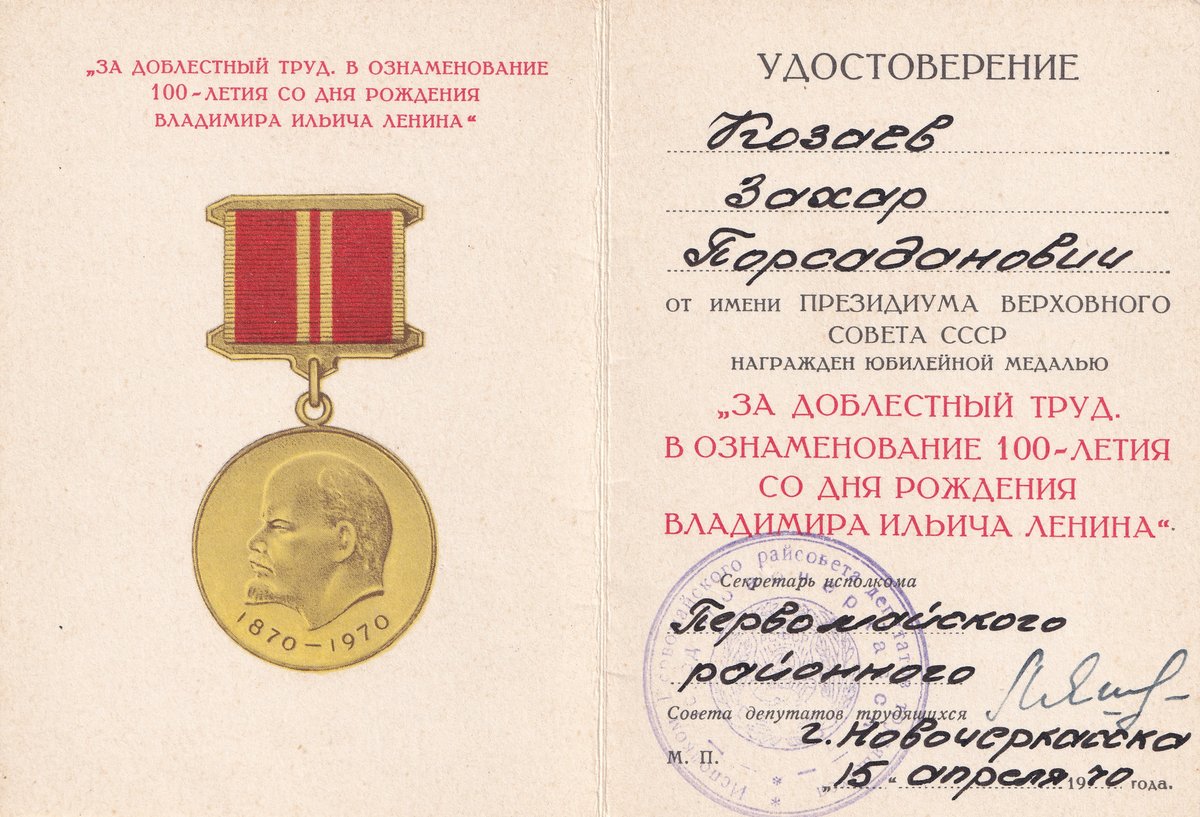 „ЗА ДОБЛЕСТНЫЙ ТРУД. В ОЗНАМЕНОВАНИЕ
100-ЛЕТИЯ СО ДНЯ РОЖДЕНИЯ
ВЛАДИМИРА ИЛЬИЧА ЛЕНИНА“
1870-1970
УДОСТОВЕРЕНИЕ
Козаев
Захар
Порсаданович
ОТ ИМЕНИ ПРЕЗИДИУМА ВЕРХОВНОГО
СОВЕТА СССР
НАГРАЖДЕН ЮБИЛЕЙНОЙ МЕДАЛЬЮ
„ЗА ДОБЛЕСТНЫЙ ТРУД.
В ОЗНАМЕНОВАНИЕ 100-ЛЕТИЯ
СО ДНЯ РОЖДЕНИЯ
ВЛАДИМИРА ИЛЬИЧА ЛЕНИНА“
Секретарь исполкома
Первомайского
районного
Совета депутатов трудящихся
г. Новочеркасска
М. П.
„15“ апреля 1970 года.
райсовета депутатов